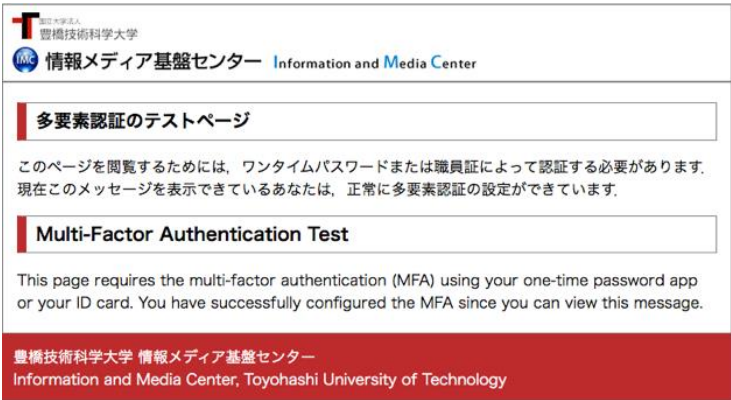 国立大学法人
豊橋技術科学大学
IMC 情報メディア基盤センター Information and Media Center
多要素認証のテストページ
このページを閲覧するためには，ワンタイムパスワードまたは職員証によって認証する必要があります．
現在このメッセージを表示できているあなたは，正常に多要素認証の設定ができています．
Multi-Factor Authentication Test
This page requires the multi-factor authentication (MFA) using your one-time password app
or your ID card. You have successfully configured the MFA since you can view this message.
豊橋技術科学大学 情報メディア基盤センター
Information and Media Center, Toyohashi University of Technology